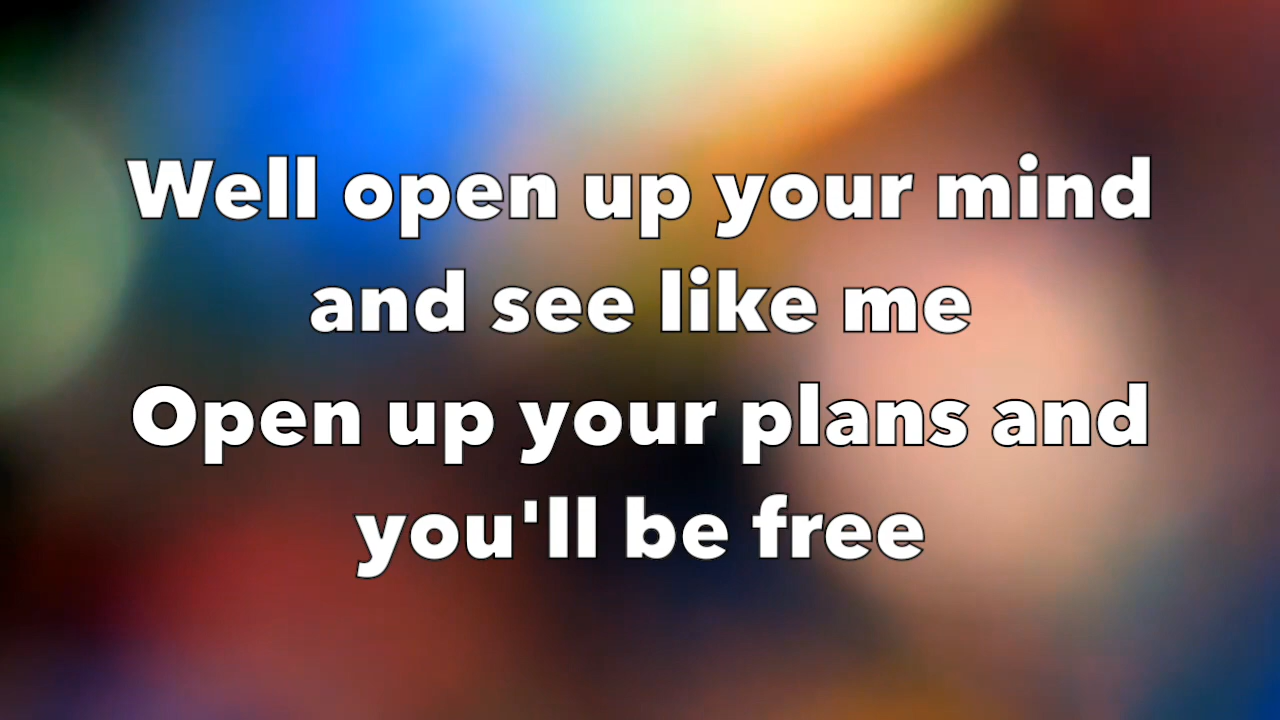 Well open up your mind
and see like me
Open up your plans and
you'll be free